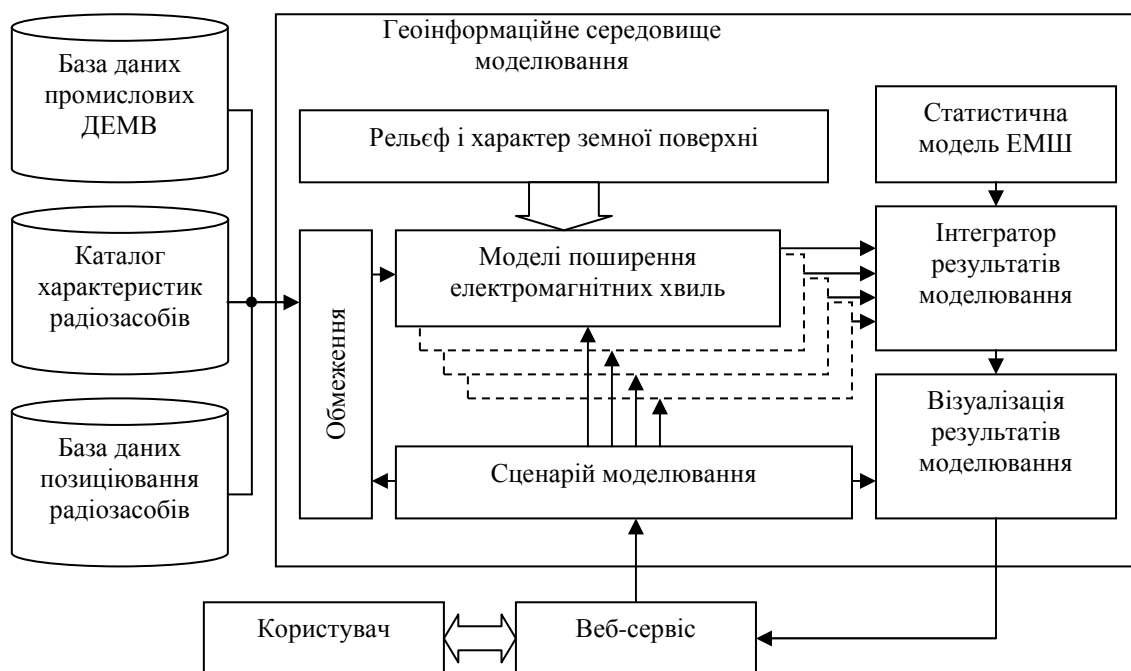 База даних
промислових
ДЕМВ
Каталог
характеристик
радіозасобів
База даних
позиціювання
радіозасобів
Геоінформаційне середовище
моделювання
Рельєф і характер земної поверхні
Статистична
модель ЕМШ
Обмеження
Моделі поширення
електромагнітних хвиль
Інтегратор
результатів
моделювання
Сценарій моделювання
Візуалізація
результатів
моделювання
Користувач
Веб-сервіс